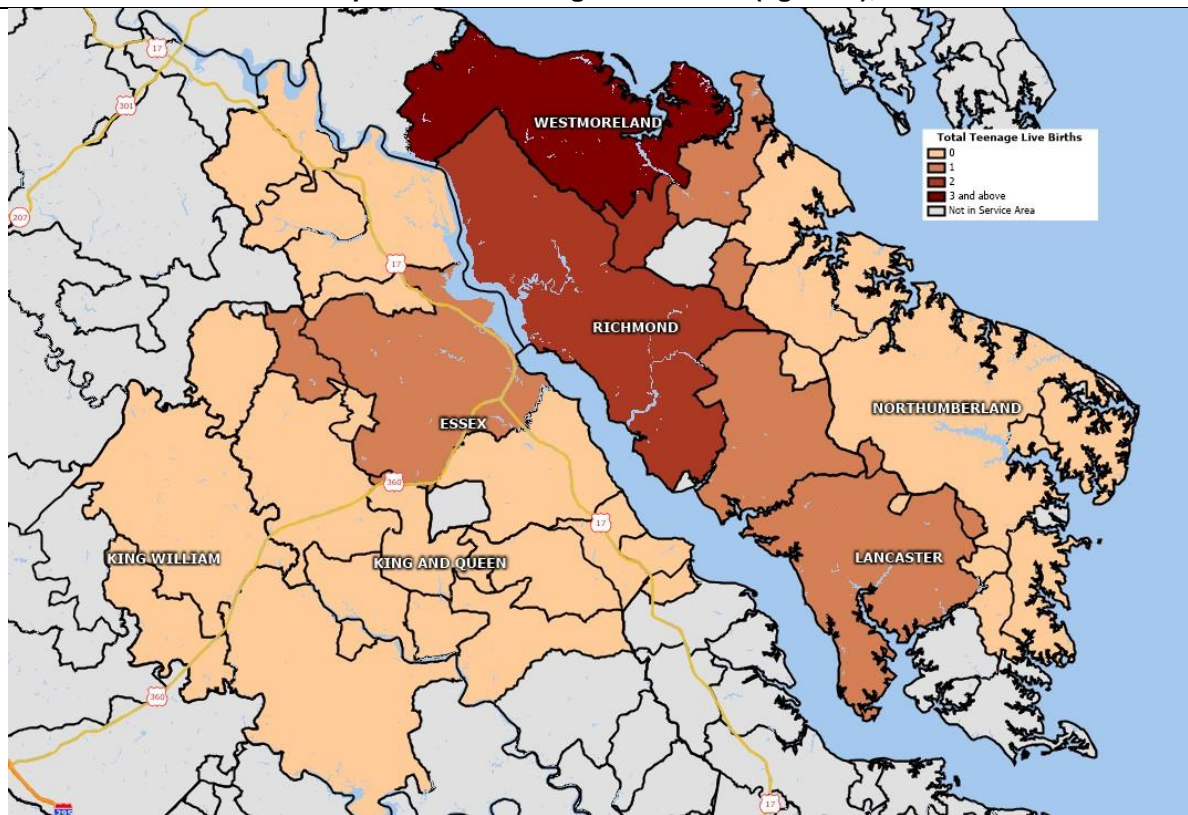 17
301
207
WESTMORELAND
Total Teenage Live Births
0
1
2
3 and above
Not in Service Area
17
RICHMOND
NORTHUMBERLAND
ESSEX
360
17
KING WILLIAM
KING AND QUEEN
LANCASTER
360
17